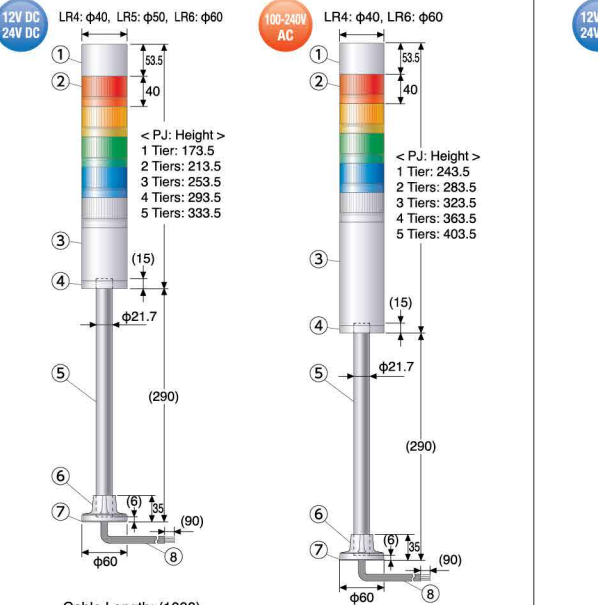 12V DC
24V DC
LR4: φ40, LR5: φ50, LR6: φ60
①
②
53.5
40
< PJ: Height >
1 Tier: 173.5
2 Tiers: 213.5
3 Tiers: 253.5
4 Tiers: 293.5
5 Tiers: 333.5
③
(15)
④
φ21.7
⑤
(290)
⑥
(6)
35
⑦
(90)
⑧
φ60
100-240V
AC
LR4: φ40, LR6: φ60
①
②
53.5
40
< PJ: Height >
1 Tier: 243.5
2 Tiers: 283.5
3 Tiers: 323.5
4 Tiers: 363.5
5 Tiers: 403.5
③
(15)
④
φ21.7
⑤
(290)
⑥
(6)
35
⑦
(90)
⑧
φ60
12V
24V